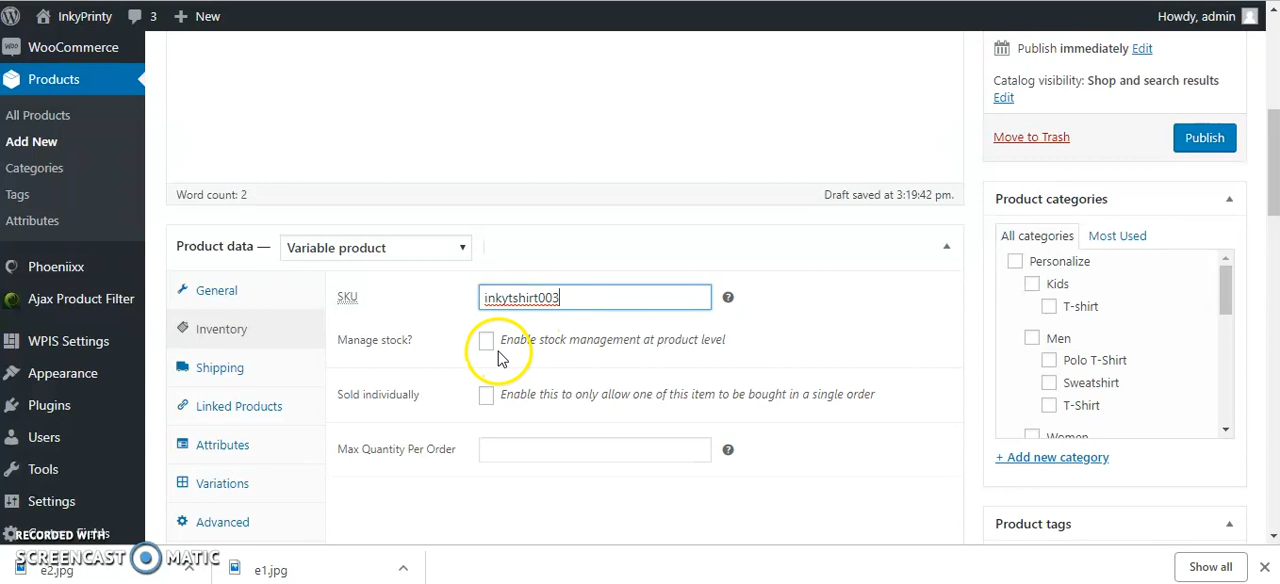 InkyPrinty 3 New Howdy, admin
WooCommerce
Products
All Products
Add New
Categories
Tags
Attributes
Phoeniixx
Ajax Product Filter
WPIS Settings
Appearance
Plugins
Users
Tools
Settings
RECORDED WITH
SCREENCAST MATIC
Word count: 2 Draft saved at 3:19:42 pm.
Product data — Variable product
General
Inventory
Shipping
Linked Products
Attributes
Variations
Advanced
SKU inkytshirt003
Manage stock? Enable stock management at product level
Sold individually Enable this to only allow one of this item to be bought in a single order
Max Quantity Per Order
Publish immediately Edit
Catalog visibility: Shop and search results
Edit
Move to Trash Publish
Product categories
All categories Most Used
Personalize
Kids
T-shirt
Men
Polo T-Shirt
Sweatshirt
T-Shirt
Women
+ Add new category
Product tags
e2.jpg e1.jpg Show all